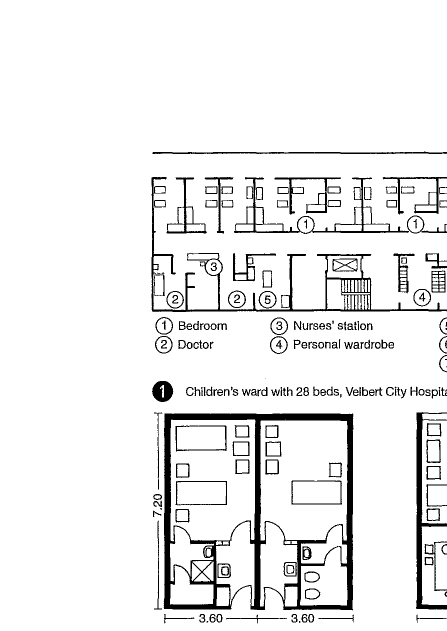 1 1
3
2 2 5 4
1 Bedroom 3 Nurses' station
2 Doctor 4 Personal wardrobe
1 Children's ward with 28 beds, Velbert City
7.20
3.60 3.60